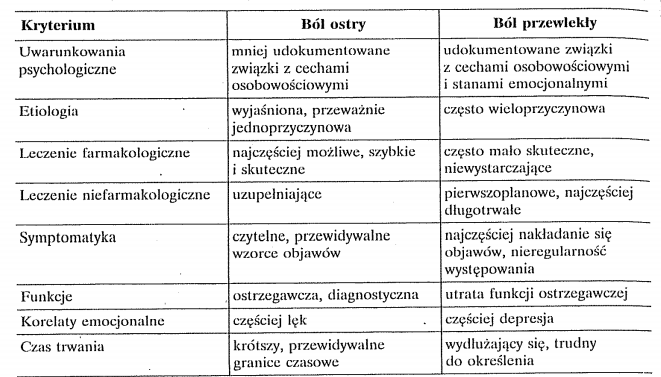 Kryterium Ból ostry Ból przewlekły
Uwarunkowania psychologiczne mniej udokumentowane związki z cechami osobowościowymi udokumentowane związki z cechami osobowościowymi i stanami emocjonalnymi
Etiologia wyjaśniona, przeważnie jednoprzyczynowa często wieloprzyczynowa
Leczenie farmakologiczne najczęściej możliwe, szybkie i skuteczne często mało skuteczne, niewystarczające
Leczenie niefarmakologiczne uzupełniające pierwszoplanowe, najczęściej długotrwałe
Symptomatyka czytelne, przewidywalne wzorce objawów najczęściej nakładanie się objawów, nieregularność występowania
Funkcje ostrzegawcza, diagnostyczna utrata funkcji ostrzegawczej
Korelaty emocjonalne częściej lęk częściej depresja
Czas trwania krótszy, przewidywalne granice czasowe wydłużający się, trudny do określenia